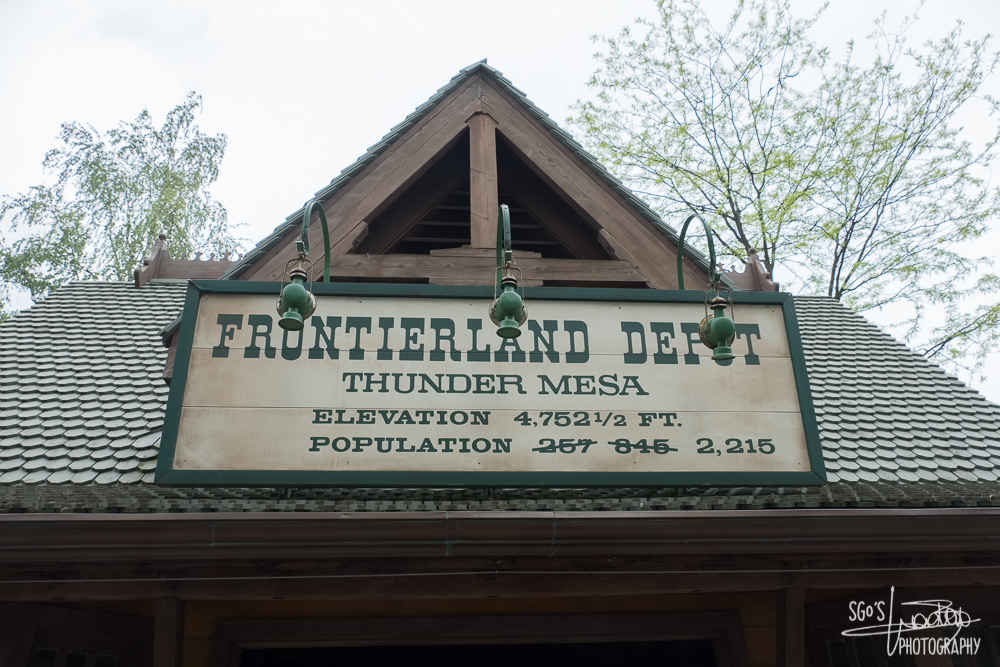 FRONTIERLAND DEPOT
THUNDER MESA
ELEVATION 4,752 1/2 FT.
POPULATION 257 845 2,215
SGO'S
PHOTOGRAPHY